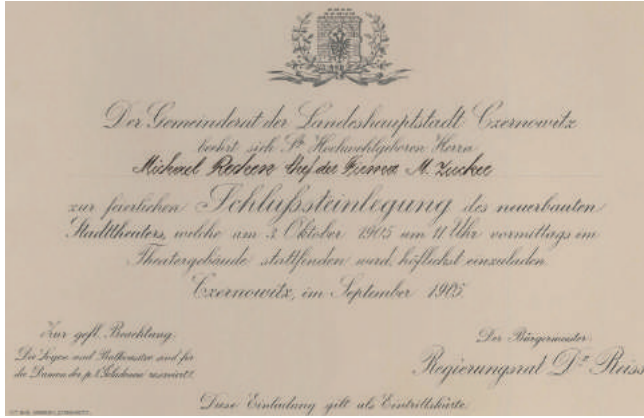 Der Gemeinderat der Landeshauptstadt Czernowitz
beehrt sich Sr Hochwohlgeboren Herrn
Michael Rechen Chef der Firma M. Zucker
zur feierlichen Schlußsteinlegung des neuerbauten
Stadttheaters, welche am 3. Oktober 1905 um 11 Uhr vormittags im
Theatergebäude stattfinden wird, höflichst einzuladen.
Czernowitz, im September 1905.
Zur gefl. Beachtung:
Die Logen und Balkonsitze sind für
die Damen der p. t. Geladenen reserviert.
Der Bürgermeister:
Regierungsrat Dr Reiss
Diese Einladung gilt als Eintrittskarte.